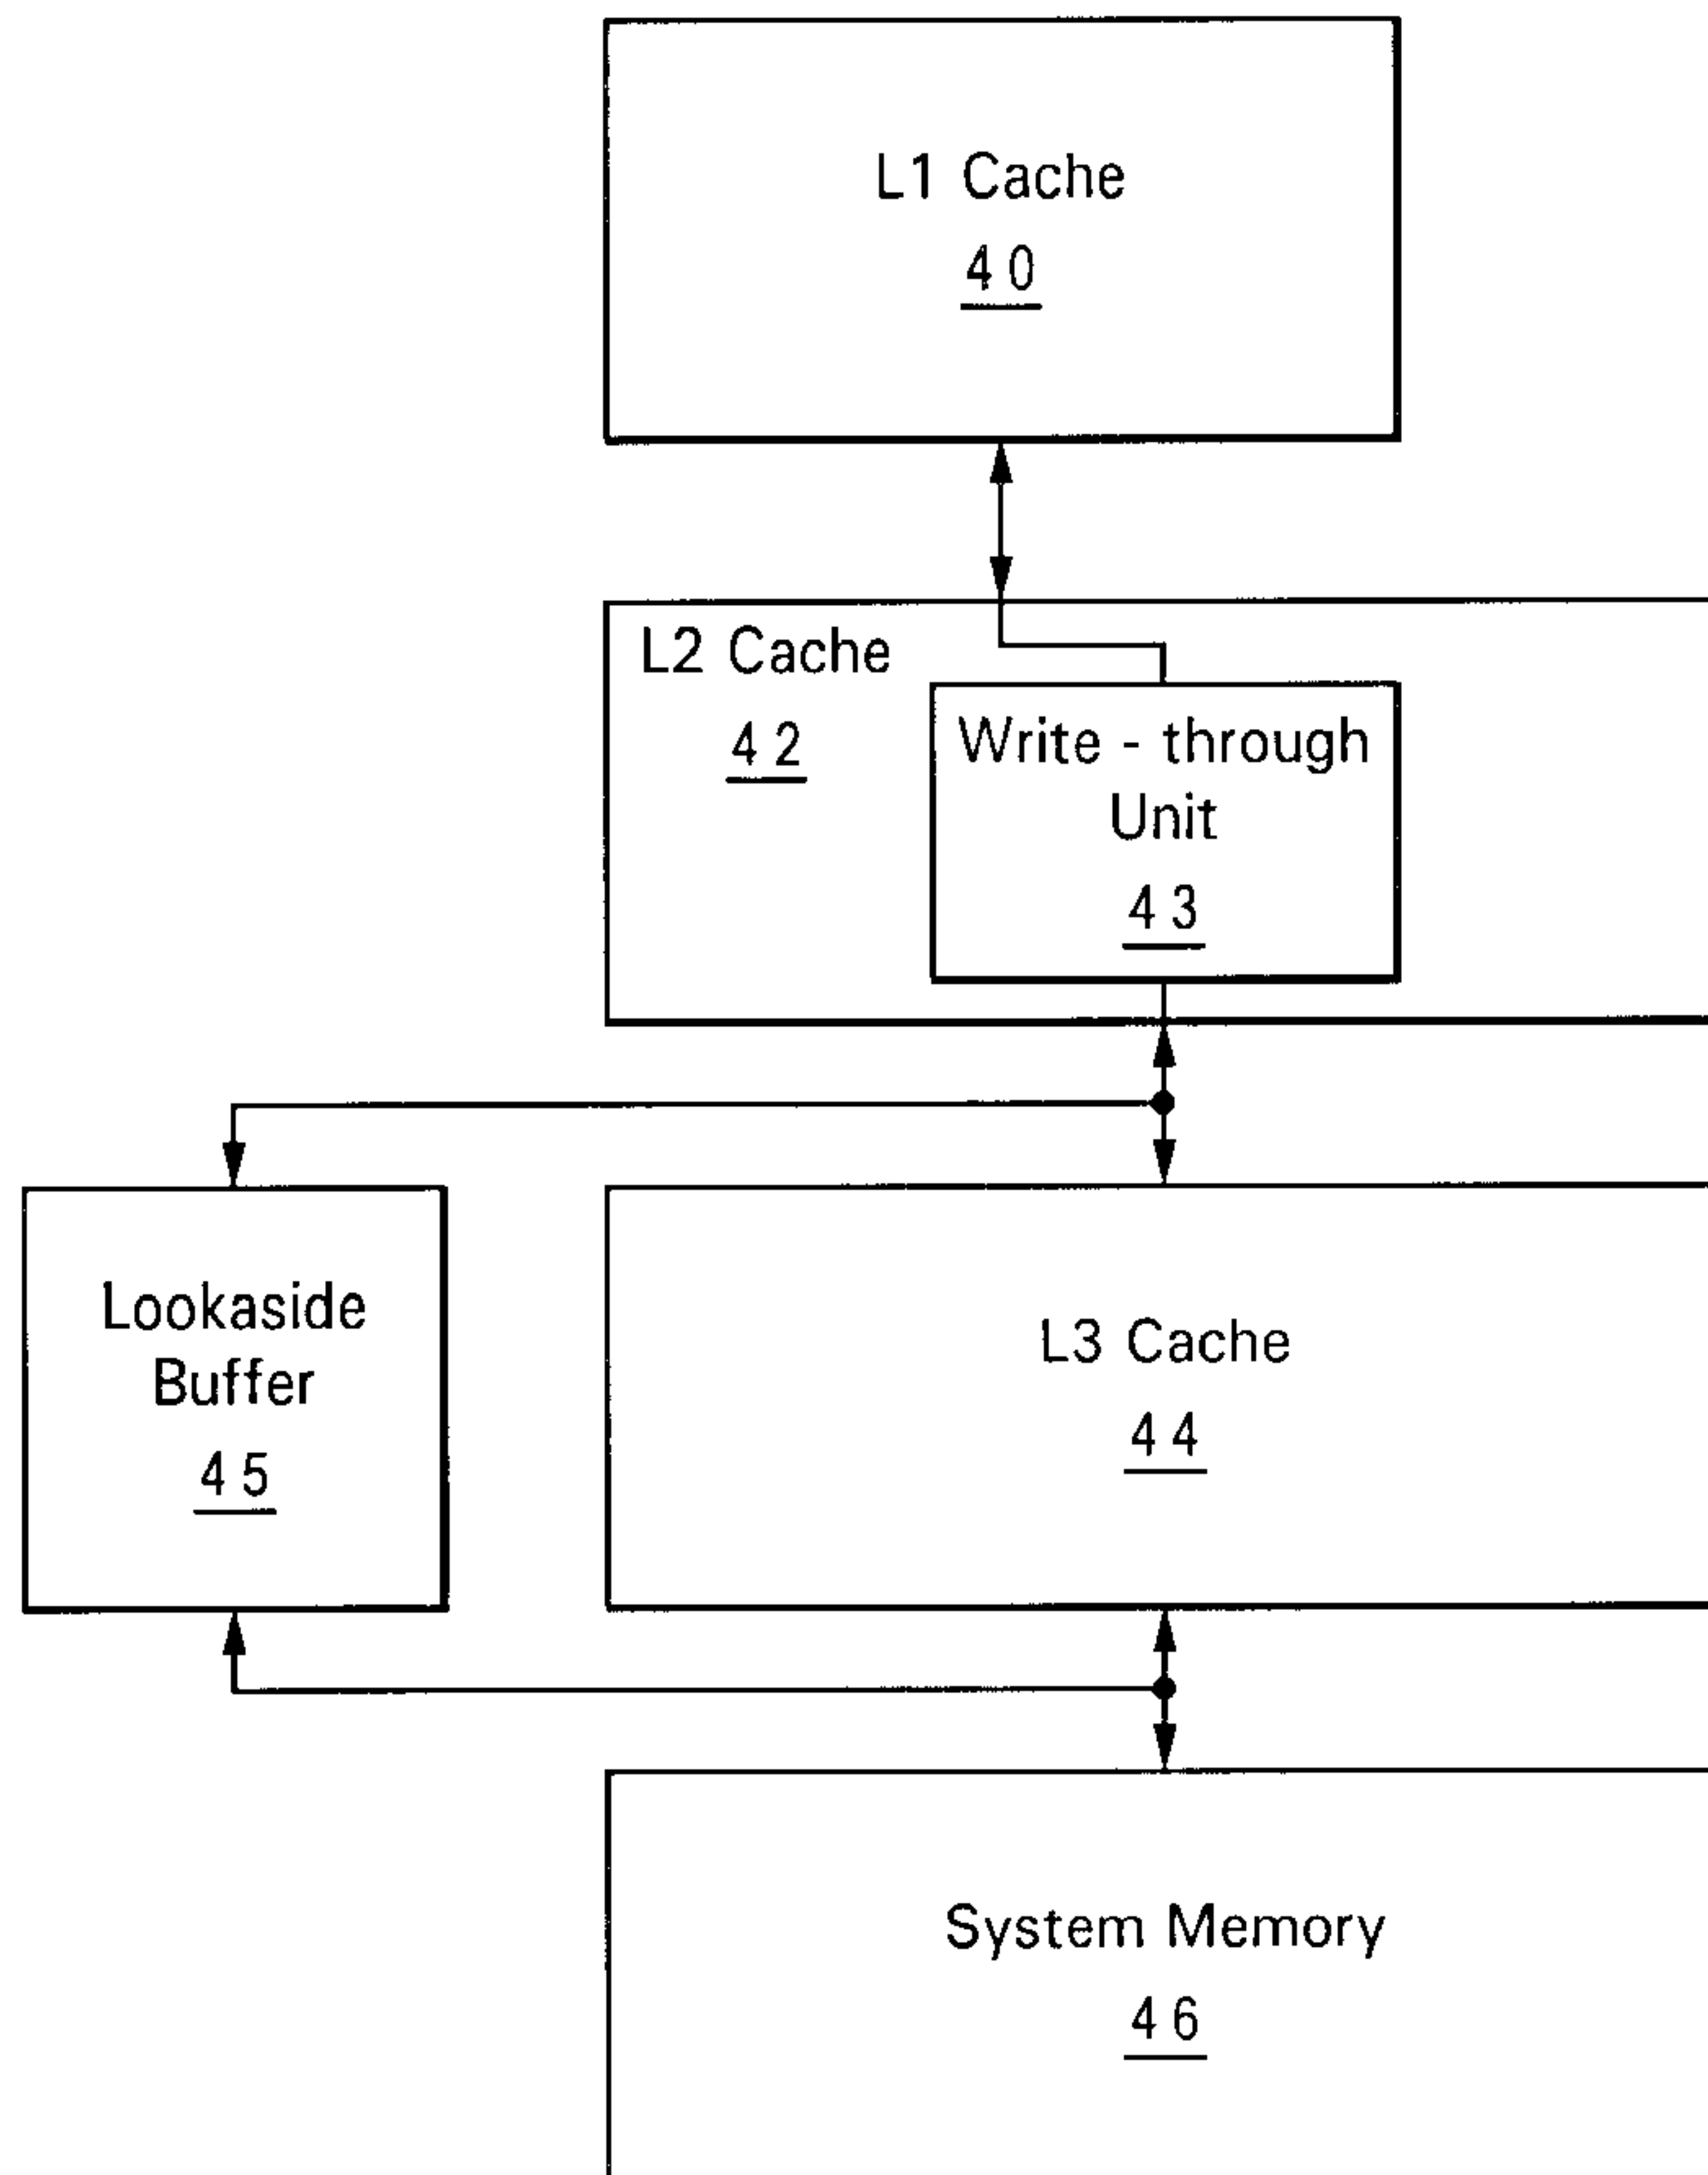 L1 Cache
40
L2 Cache
42
Write - through
Unit
43
Lookaside
Buffer
45
L3 Cache
44
System Memory
46